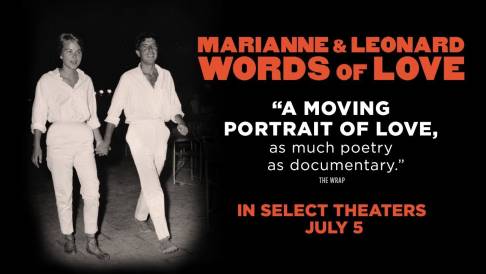 MARIANNE & LEONARD
WORDS OF LOVE
“A MOVING
PORTRAIT OF LOVE,
as much poetry
as documentary.”
THE WRAP
IN SELECT THEATERS
JULY 5